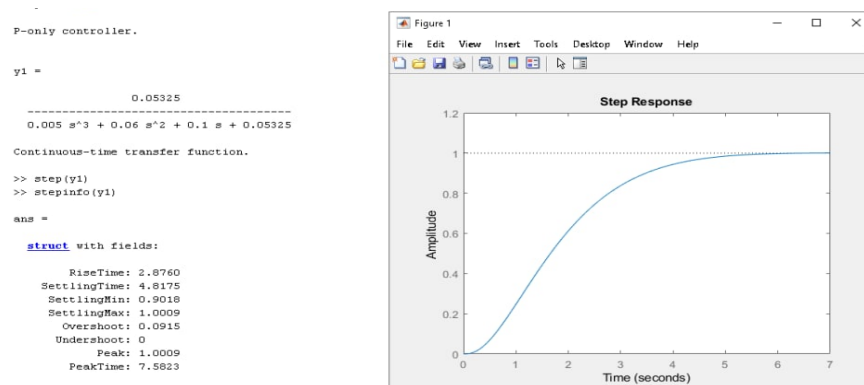 P-only controller.
y1 =
0.05325
-------------------------------------
0.005 s^3 + 0.06 s^2 + 0.1 s + 0.05325
Continuous-time transfer function.
>> step(y1)
>> stepinfo(y1)
ans =
struct with fields:
RiseTime: 2.8760
SettlingTime: 4.8175
SettlingMin: 0.9018
SettlingMax: 1.0009
Overshoot: 0.0915
Undershoot: 0
Peak: 1.0009
PeakTime: 7.5823
Figure 1
File Edit View Insert Tools Desktop Window Help
Step Response
Amplitude
1.2
1
0.8
0.6
0.4
0.2
0
0 1 2 3 4 5 6 7
Time (seconds)